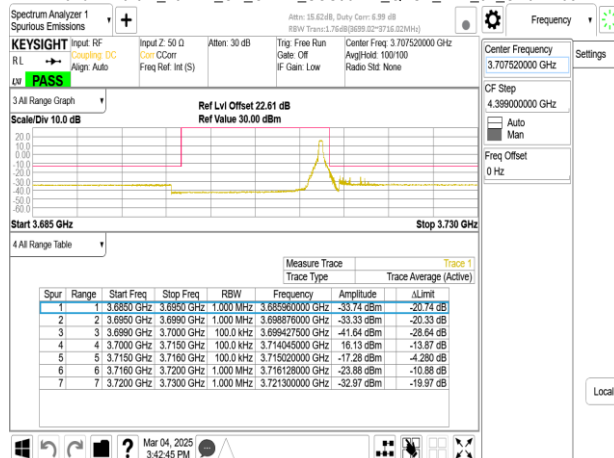 Spectrum Analyzer 1
Spurious Emissions
Attn: 15.62dB, Duty Corr: 6.99 dB
RBW Trans:1.76dB(3699.02~3716.02MHz)
Frequency
KEYSIGHT
Input: RF
Input Z: 50 Ω
Atten: 30 dB
Trig: Free Run
Center Freq: 3.707520000 GHz
RL
Coupling: DC
Corr CCorr
Gate: Off
Avg|Hold: 100/100
Align: Auto
Freq Ref: Int (S)
IF Gain: Low
Radio Std: None
PASS
Center Frequency
3.707520000 GHz
Settings
CF Step
4.399000000 GHz
Auto
Man
Freq Offset
0 Hz
3 All Range Graph
Ref Lvl Offset 22.61 dB
Scale/Div 10.0 dB
Ref Value 30.00 dBm
20.0
10.0
0.00
-10.0
-20.0
-30.0
-40.0
-50.0
-60.0
Start 3.685 GHz
Stop 3.730 GHz
4 All Range Table
Measure Trace Trace 1
Trace Type Trace Average (Active)
Spur Range Start Freq Stop Freq RBW Frequency Amplitude ΔLimit
1 1 3.6850 GHz 3.6950 GHz 1.000 MHz 3.685960000 GHz -33.74 dBm -20.74 dB
2 2 3.6950 GHz 3.6990 GHz 1.000 MHz 3.698876000 GHz -33.33 dBm -20.33 dB
3 3 3.6990 GHz 3.7000 GHz 100.0 kHz 3.699427500 GHz -41.64 dBm -28.64 dB
4 4 3.7000 GHz 3.7150 GHz 100.0 kHz 3.714045000 GHz 16.13 dBm -13.87 dB
5 5 3.7150 GHz 3.7160 GHz 100.0 kHz 3.715020000 GHz -17.28 dBm -4.280 dB
6 6 3.7160 GHz 3.7200 GHz 1.000 MHz 3.716128000 GHz -23.88 dBm -10.88 dB
7 7 3.7200 GHz 3.7300 GHz 1.000 MHz 3.721300000 GHz -32.97 dBm -19.97 dB
Local
Mar 04, 2025
3:42:45 PM